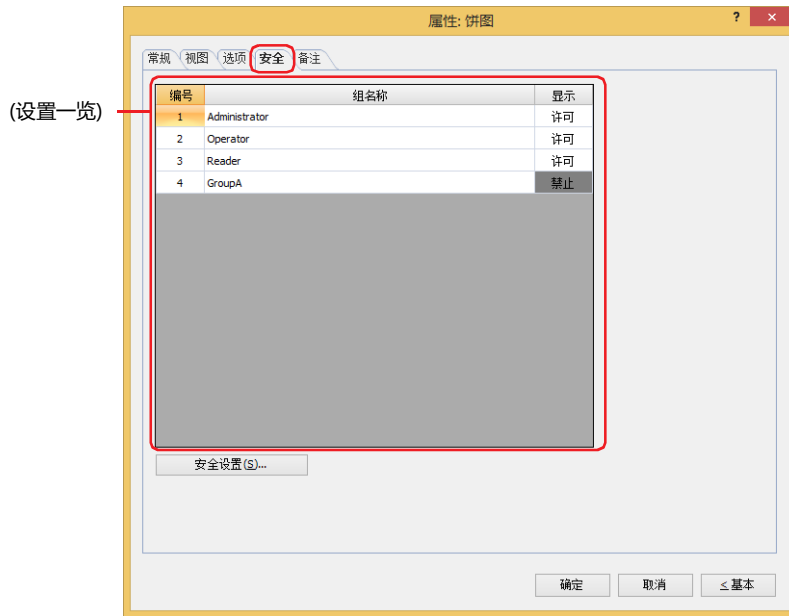 属性: 饼图
? ×
常规 视图 选项 安全 备注
(设置一览)
编号 组名称 显示
1 Administrator 许可
2 Operator 许可
3 Reader 许可
4 GroupA 禁止
安全设置(S)...
确定 取消 < 基本